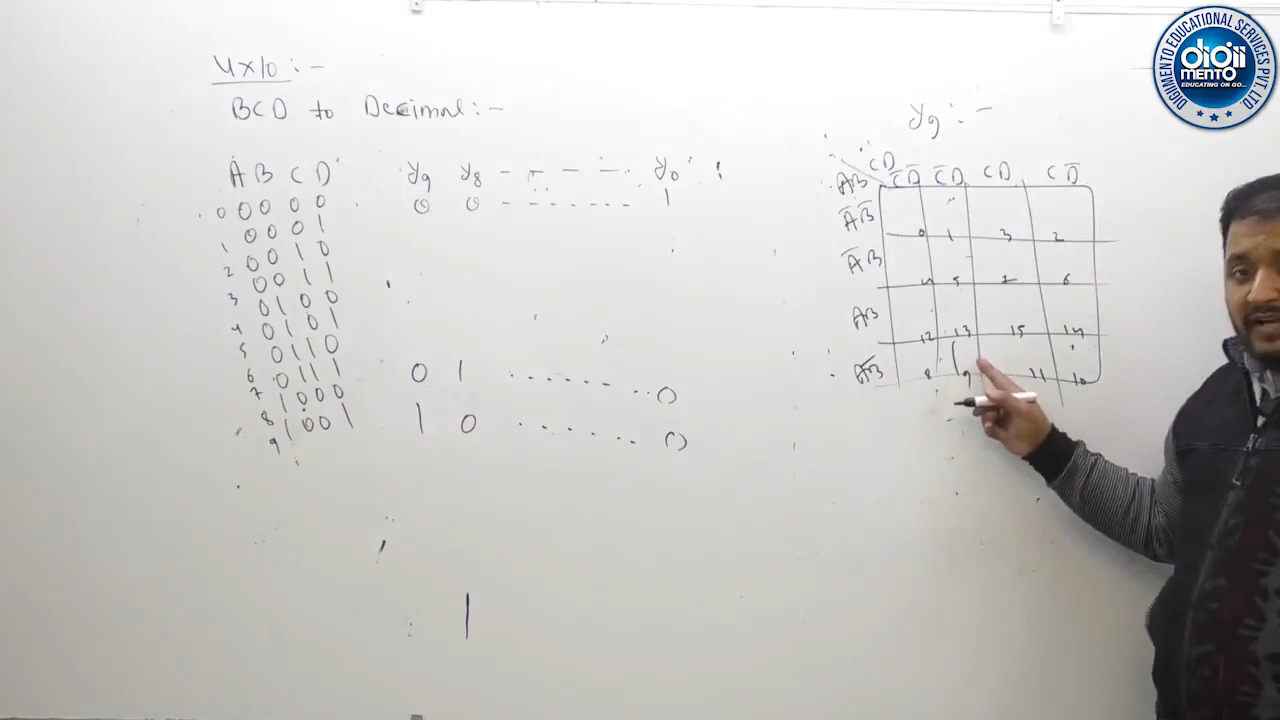 4x10:-
BCD to Decimal:-
A B C D y9 y8 - - - - - y0
0 0 0 0 0 0 0 - - - - - - 1
1 0 0 0 1
2 0 0 1 0
3 0 0 1 1
4 0 1 0 0
5 0 1 0 1
6 0 1 1 0
7 0 1 1 1
8 1 0 0 0 0 1 . . . . . . . 0
9 1 0 0 1 1 0 . . . . . . 0
1
y9:-
CD
AB C̅D̅ C̅D CD CD̅
A̅B̅ 0 1 3 2
A̅B 4 5 7 6
AB 12 13 15 14
AB̅ 8 1 9 11 10
DIGIMENTO EDUCATIONAL SERVICES PVT. LTD.
digii
MENTO
EDUCATING ON GO...